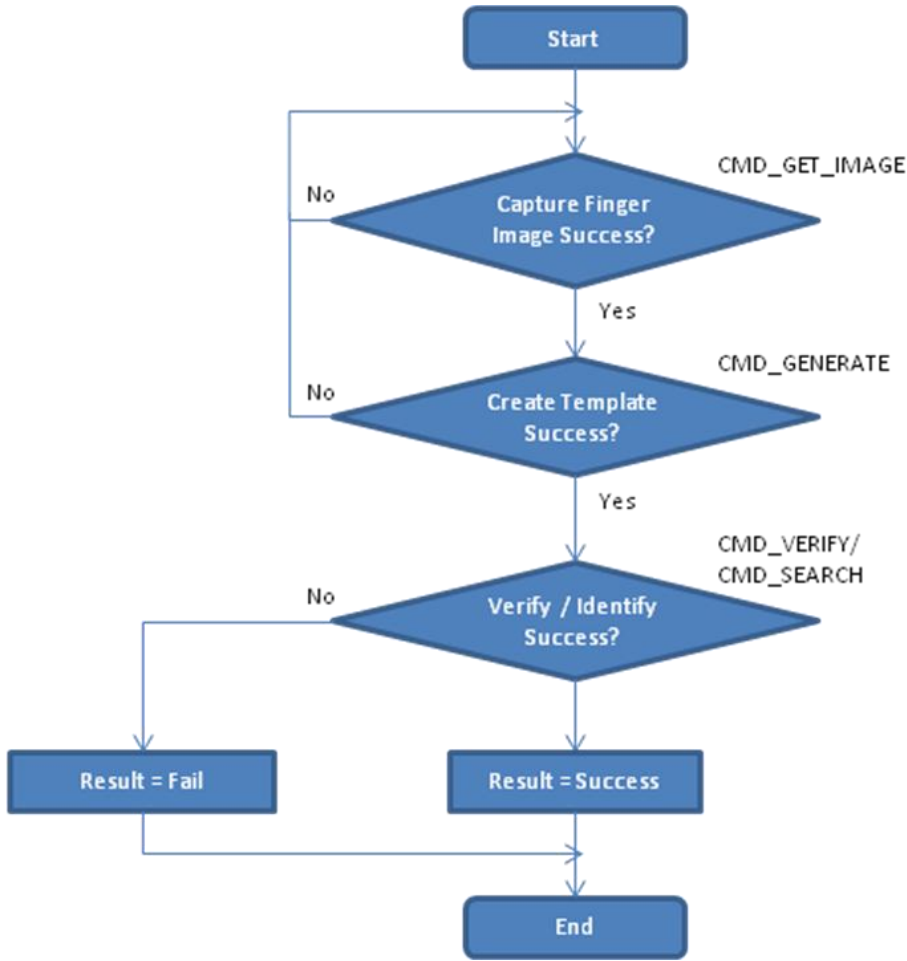 Start
CMD_GET_IMAGE
No
Capture Finger
Image Success?
Yes
CMD_GENERATE
No
Create Template
Success?
Yes
CMD_VERIFY/
CMD_SEARCH
No
Verify / Identify
Success?
Result = Fail
Result = Success
End